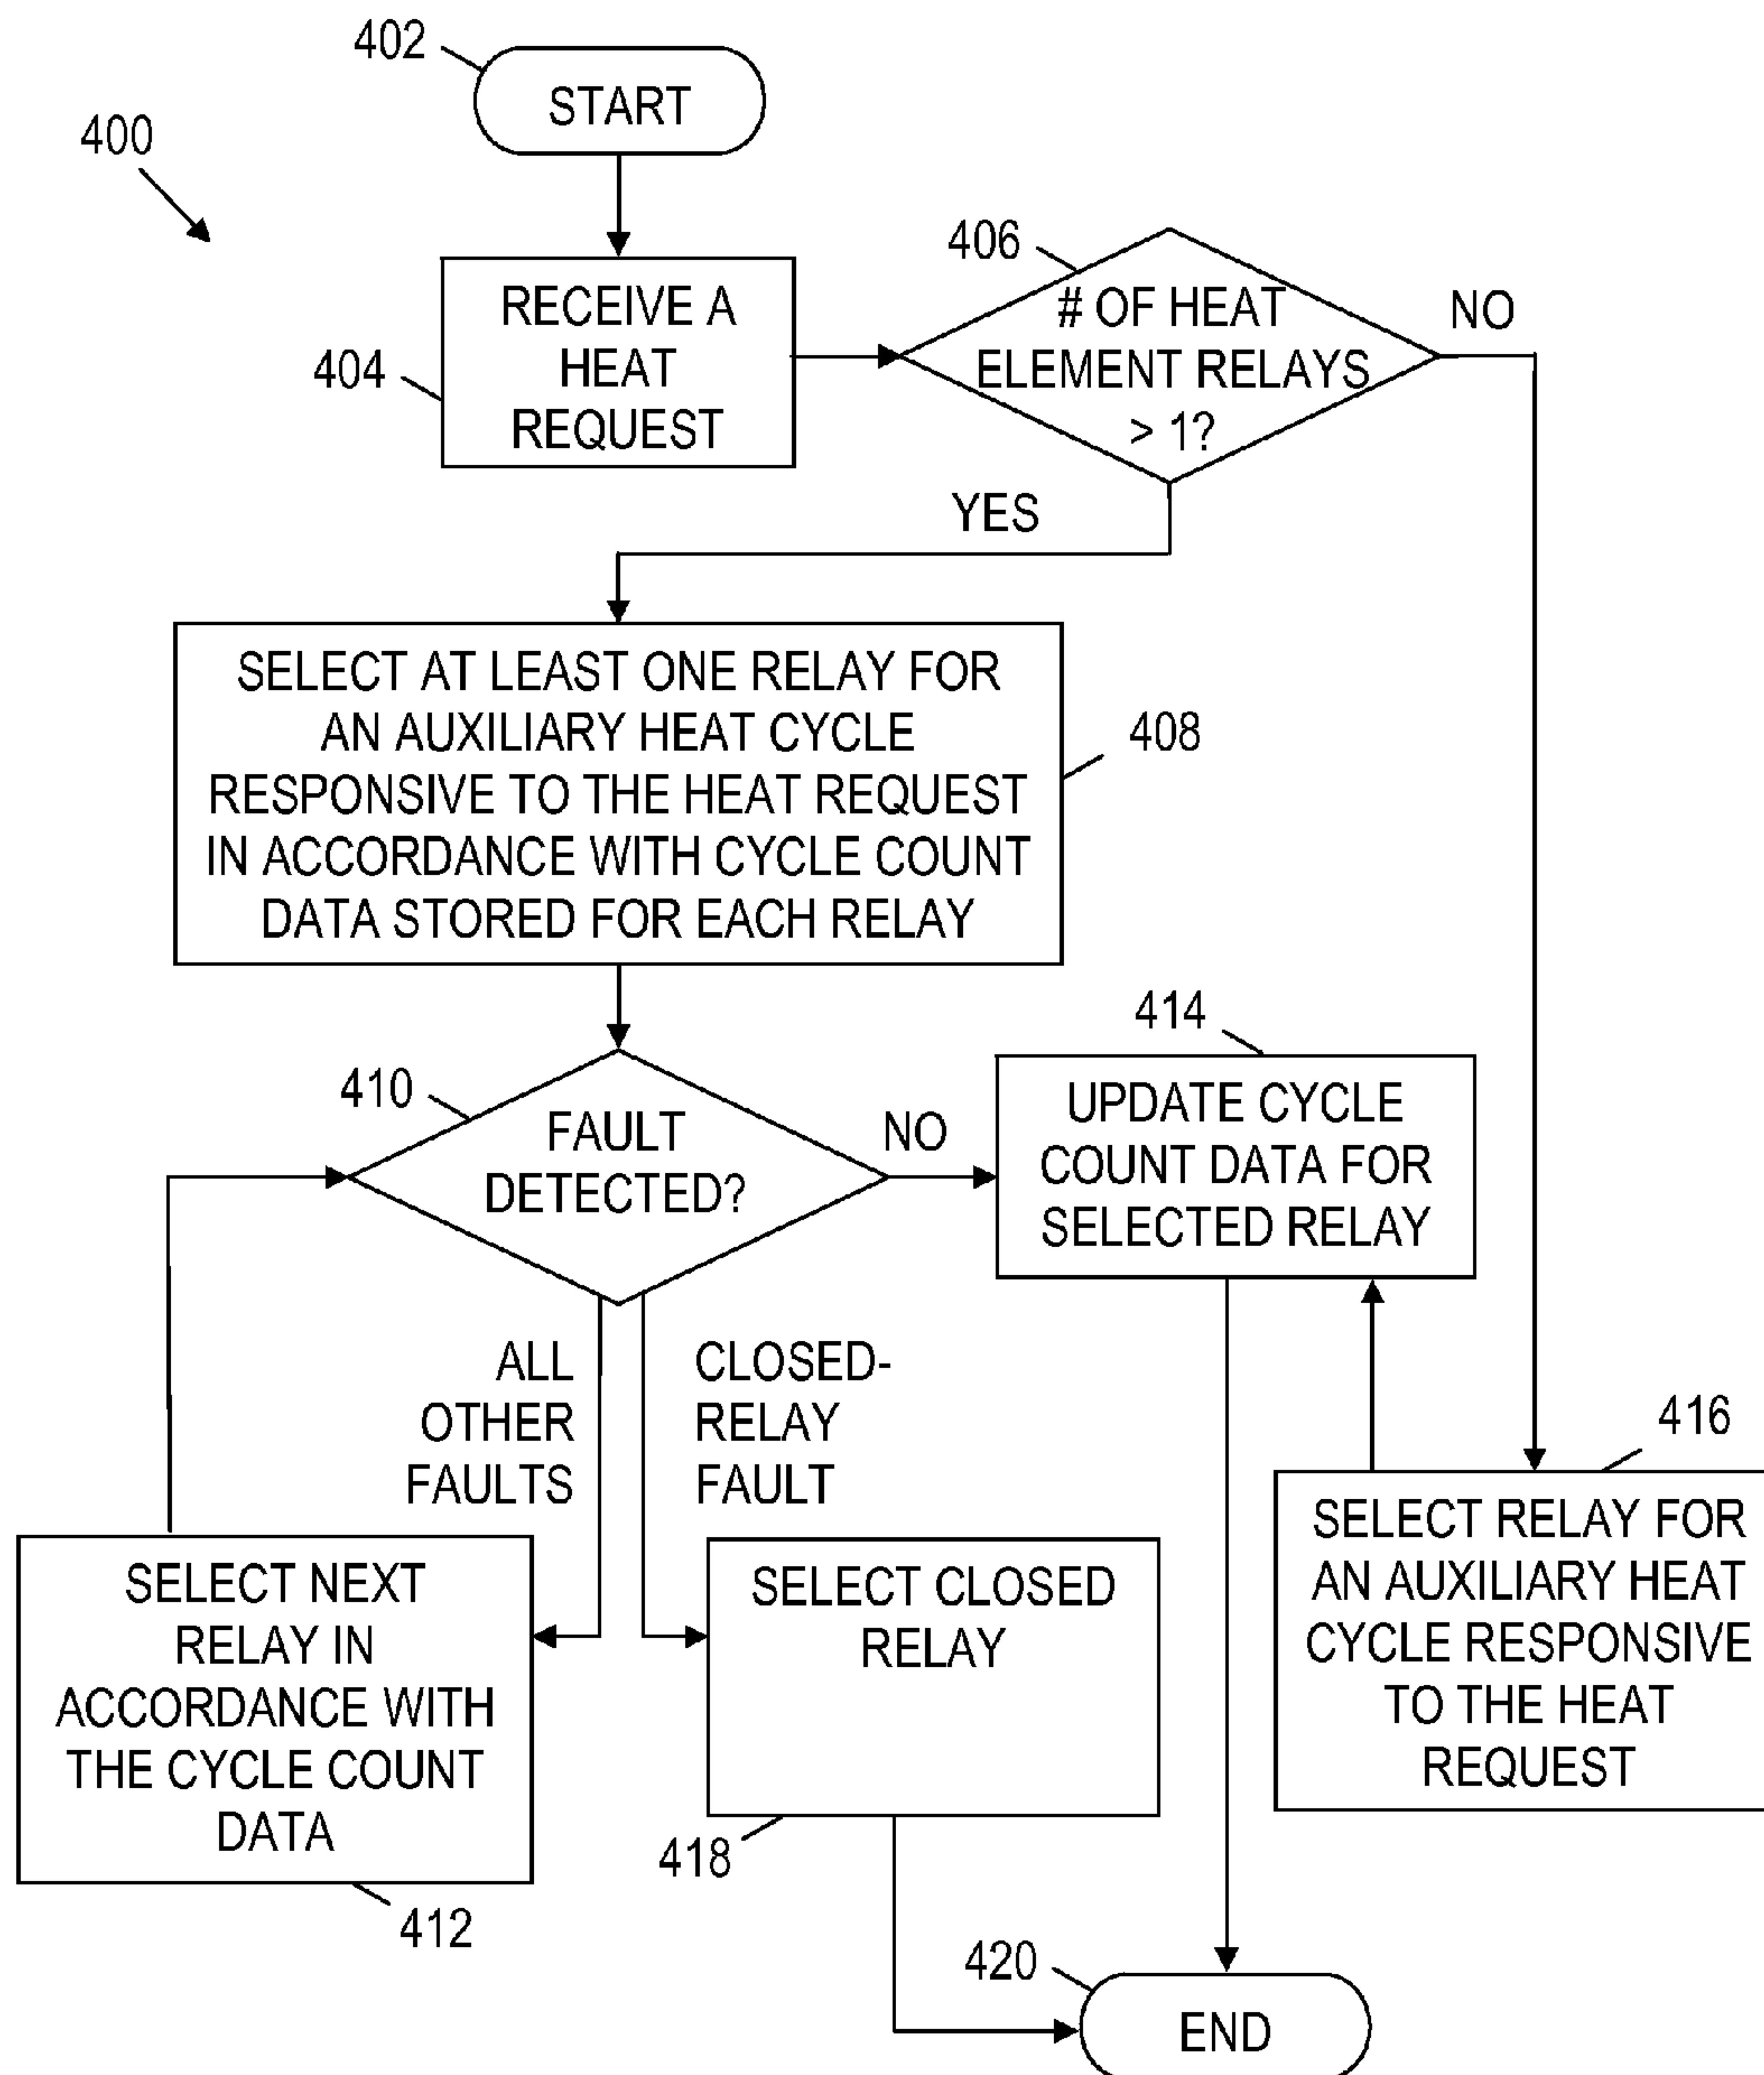 402
START
400
406
RECEIVE A
HEAT
REQUEST
404
# OF HEAT
ELEMENT RELAYS
> 1?
NO
YES
SELECT AT LEAST ONE RELAY FOR
AN AUXILIARY HEAT CYCLE
RESPONSIVE TO THE HEAT REQUEST
IN ACCORDANCE WITH CYCLE COUNT
DATA STORED FOR EACH RELAY
408
414
410
FAULT
DETECTED?
NO
UPDATE CYCLE
COUNT DATA FOR
SELECTED RELAY
ALL
OTHER
FAULTS
CLOSED-
RELAY
FAULT
416
SELECT NEXT
RELAY IN
ACCORDANCE WITH
THE CYCLE COUNT
DATA
412
SELECT CLOSED
RELAY
418
SELECT RELAY FOR
AN AUXILIARY HEAT
CYCLE RESPONSIVE
TO THE HEAT
REQUEST
420
END